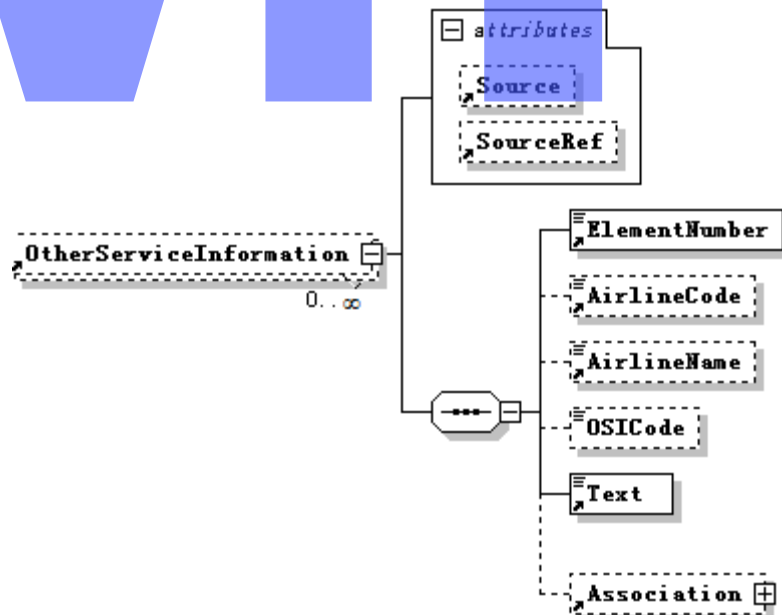 attributes
Source
SourceRef
OtherServiceInformation
0..∞
ElementNumber
AirlineCode
AirlineName
OSICode
Text
Association